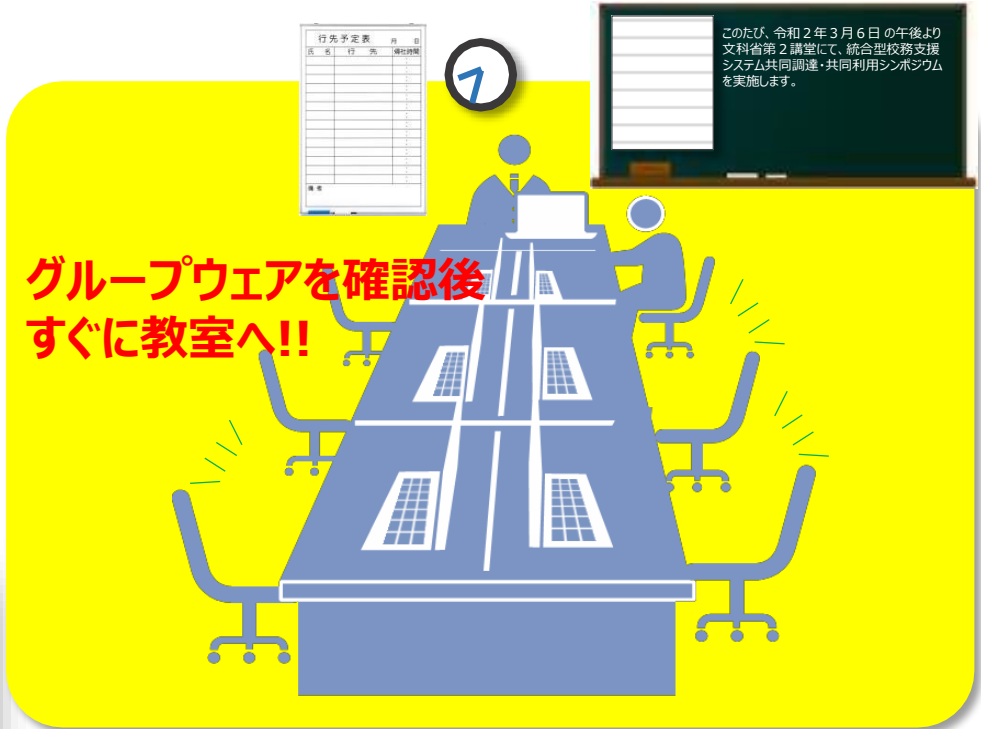 行先予定表 月 日
氏 名 行 先 帰社時間
備考
このたび、令和２年３月６日の午後より
文科省第２講堂にて、統合型校務支援
システム共同調達・共同利用シンポジウム
を実施します。
グループウェアを確認後
すぐに教室へ!!